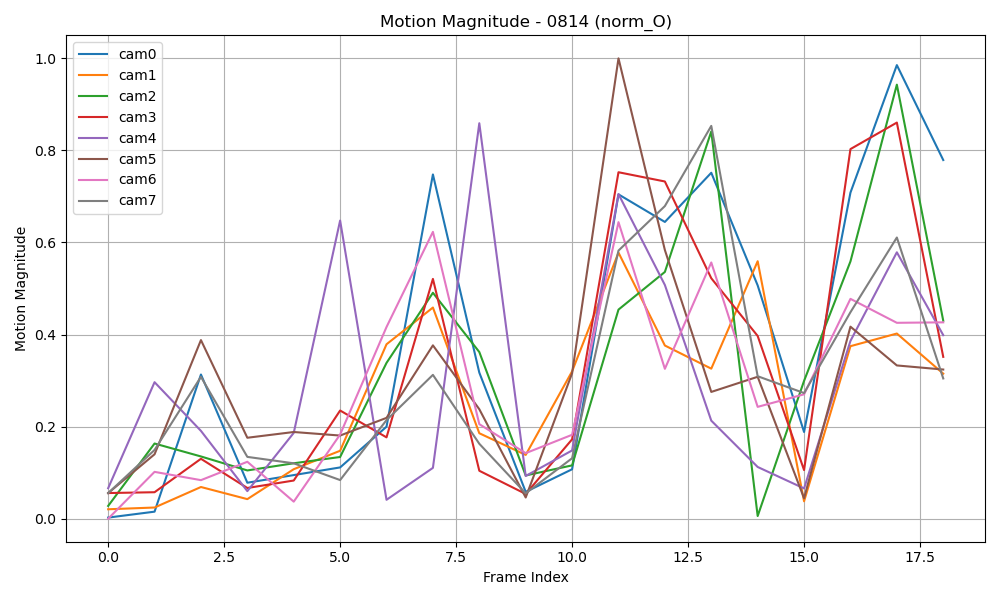 Motion Magnitude - 0814 (norm_O)
cam0
cam1
cam2
cam3
cam4
cam5
cam6
cam7
Motion Magnitude
1.0
0.8
0.6
0.4
0.2
0.0
0.0 2.5 5.0 7.5 10.0 12.5 15.0 17.5
Frame Index